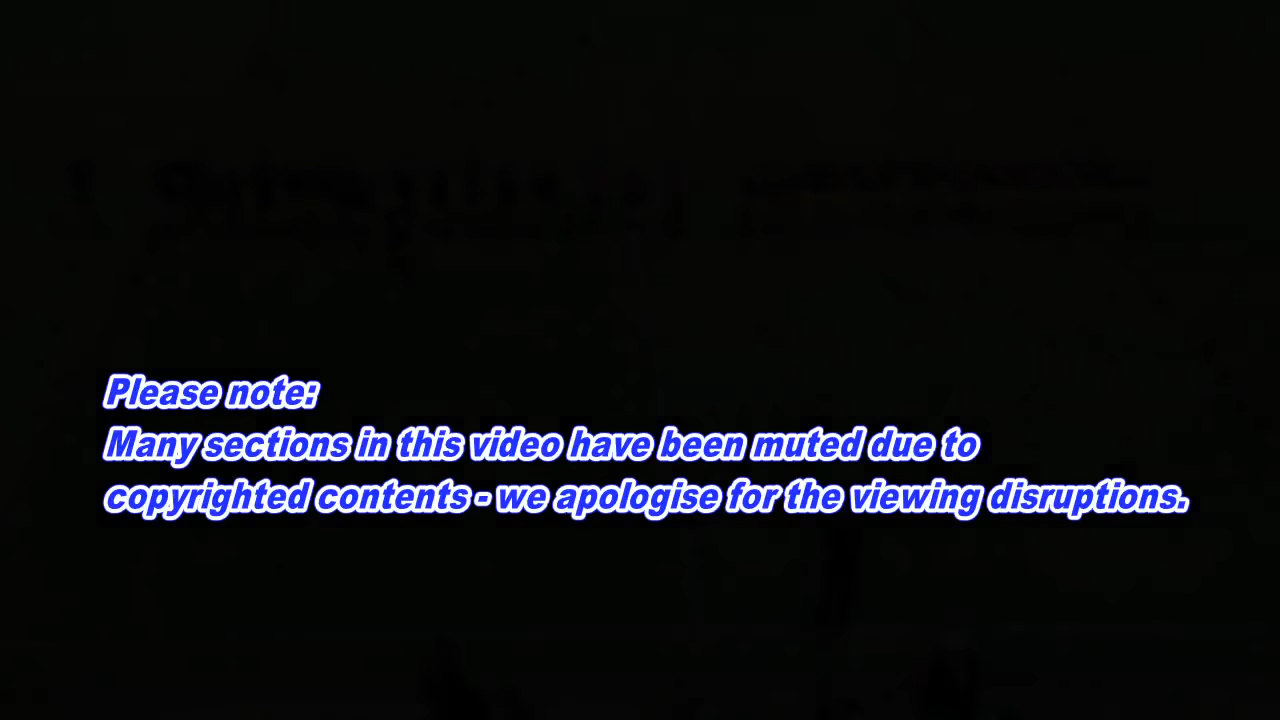 Please note:
Many sections in this video have been muted due to
copyrighted contents - we apologise for the viewing disruptions.